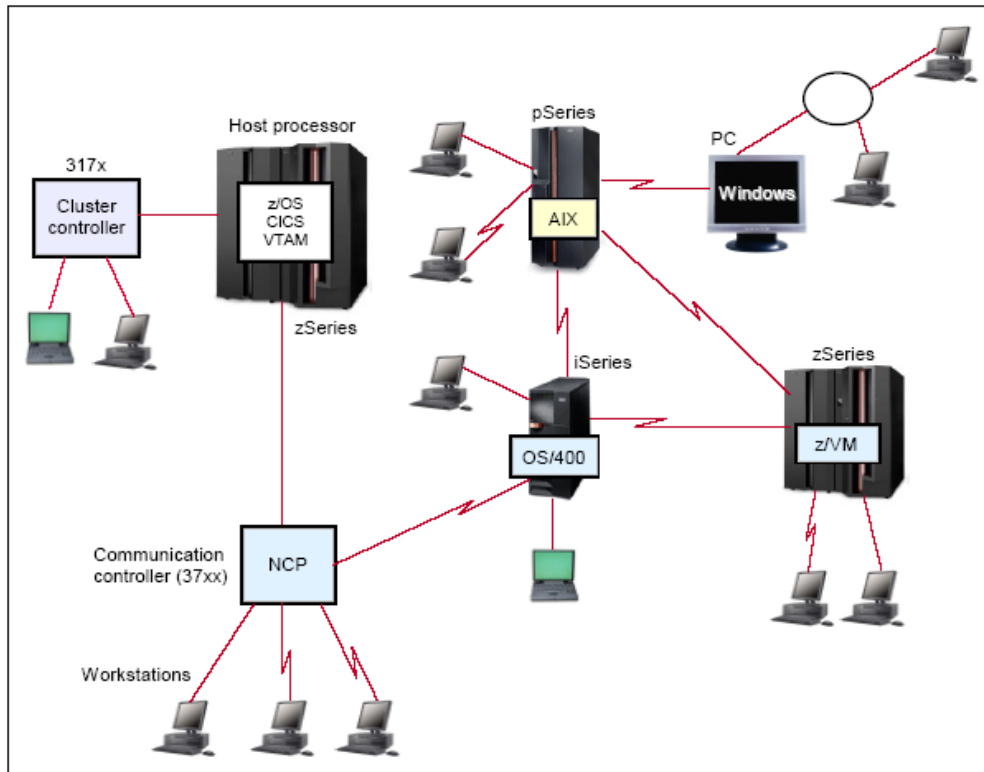 Host processor
317x
Cluster
controller
z/OS
CICS
VTAM
zSeries
pSeries
AIX
PC
Windows
iSeries
OS/400
zSeries
z/VM
Communication
controller (37xx)
NCP
Workstations